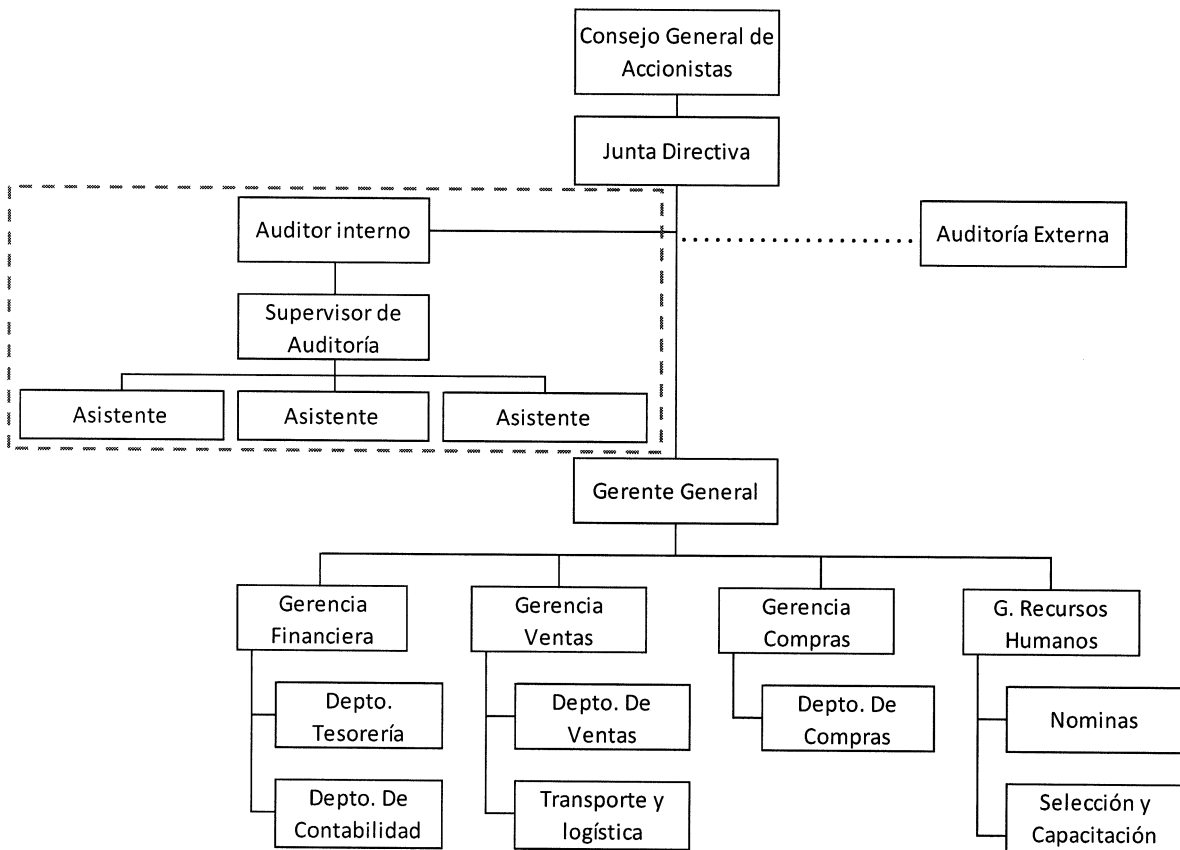 Consejo General de
Accionistas
Junta Directiva
Auditor interno
Auditoría Externa
Supervisor de
Auditoría
Asistente
Asistente
Asistente
Gerente General
Gerencia
Financiera
Gerencia
Ventas
Gerencia
Compras
G. Recursos
Humanos
Depto.
Tesorería
Depto. De
Ventas
Depto. De
Compras
Nominas
Depto. De
Contabilidad
Transporte y
logística
Selección y
Capacitación